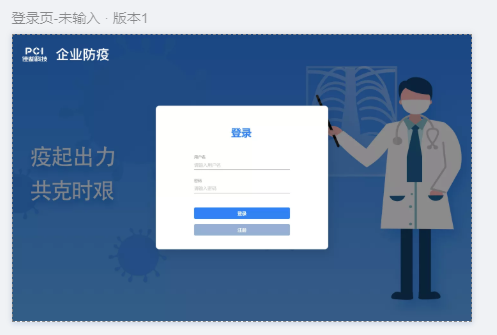 登录页-未输入 · 版本1
PCI
佳都科技
企业防疫
登录
疫起出力
共克时艰
用户名
请输入用户名
密码
请输入密码
登录
注册